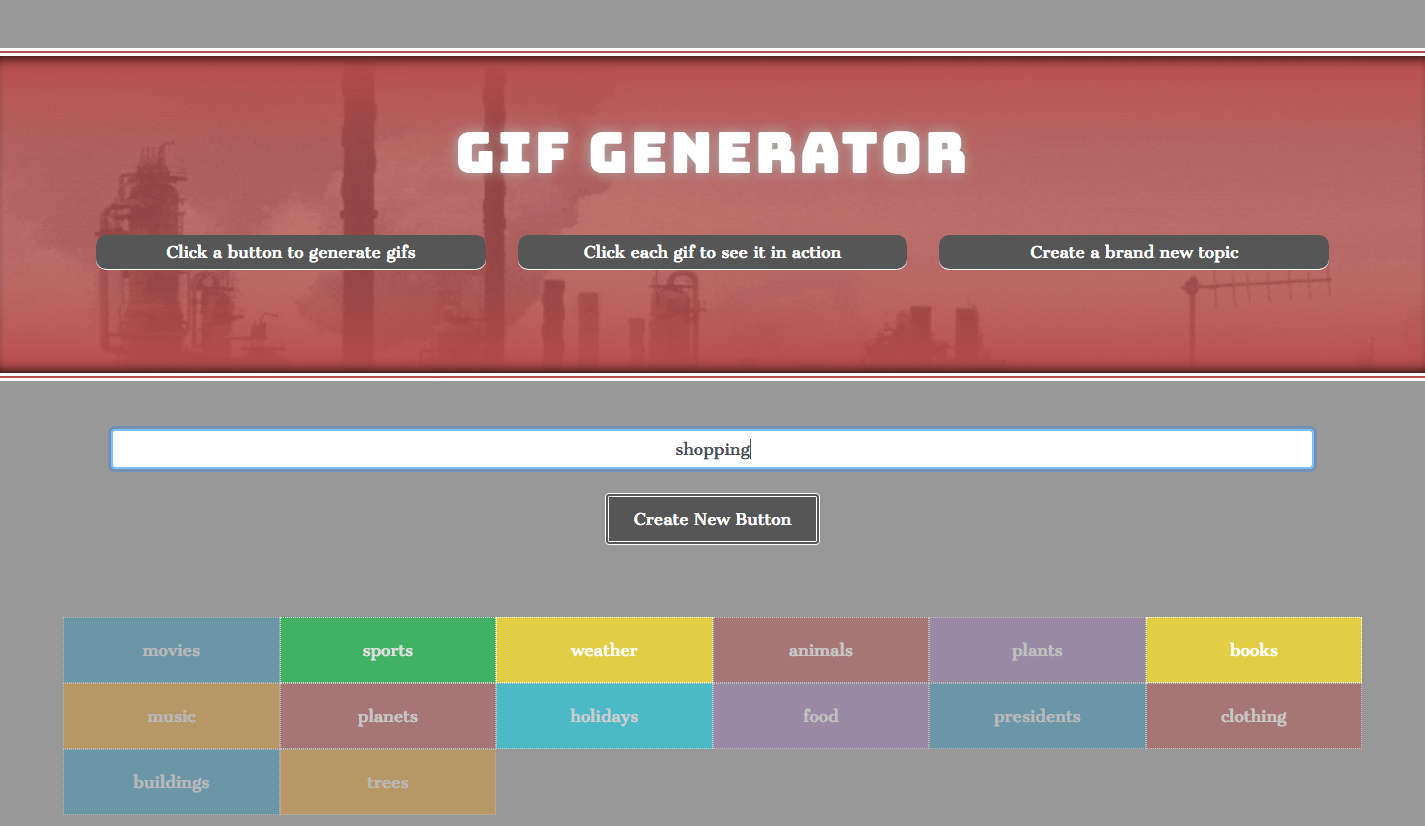 GIF GENERATOR
Click a button to generate gifs
Click each gif to see it in action
Create a brand new topic
shopping
Create New Button
movies sports weather animals plants books
music planets holidays food presidents clothing
buildings trees